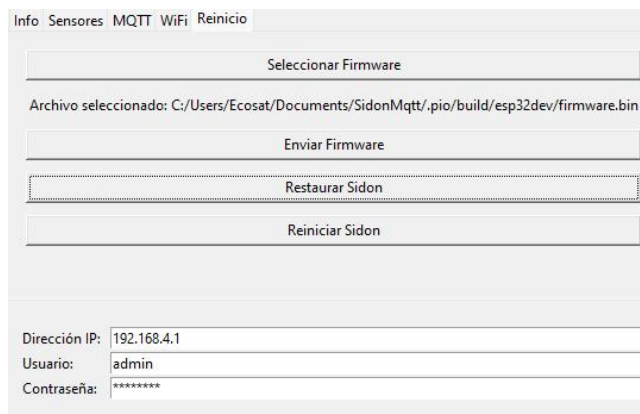 Info Sensores MQTT WiFi Reinicio
Seleccionar Firmware
Archivo seleccionado: C:/Users/Ecosat/Documents/SidonMqtt/.pio/build/esp32dev/firmware.bin
Enviar Firmware
Restaurar Sidon
Reiniciar Sidon
Dirección IP: 192.168.4.1
Usuario: admin
Contraseña: ********